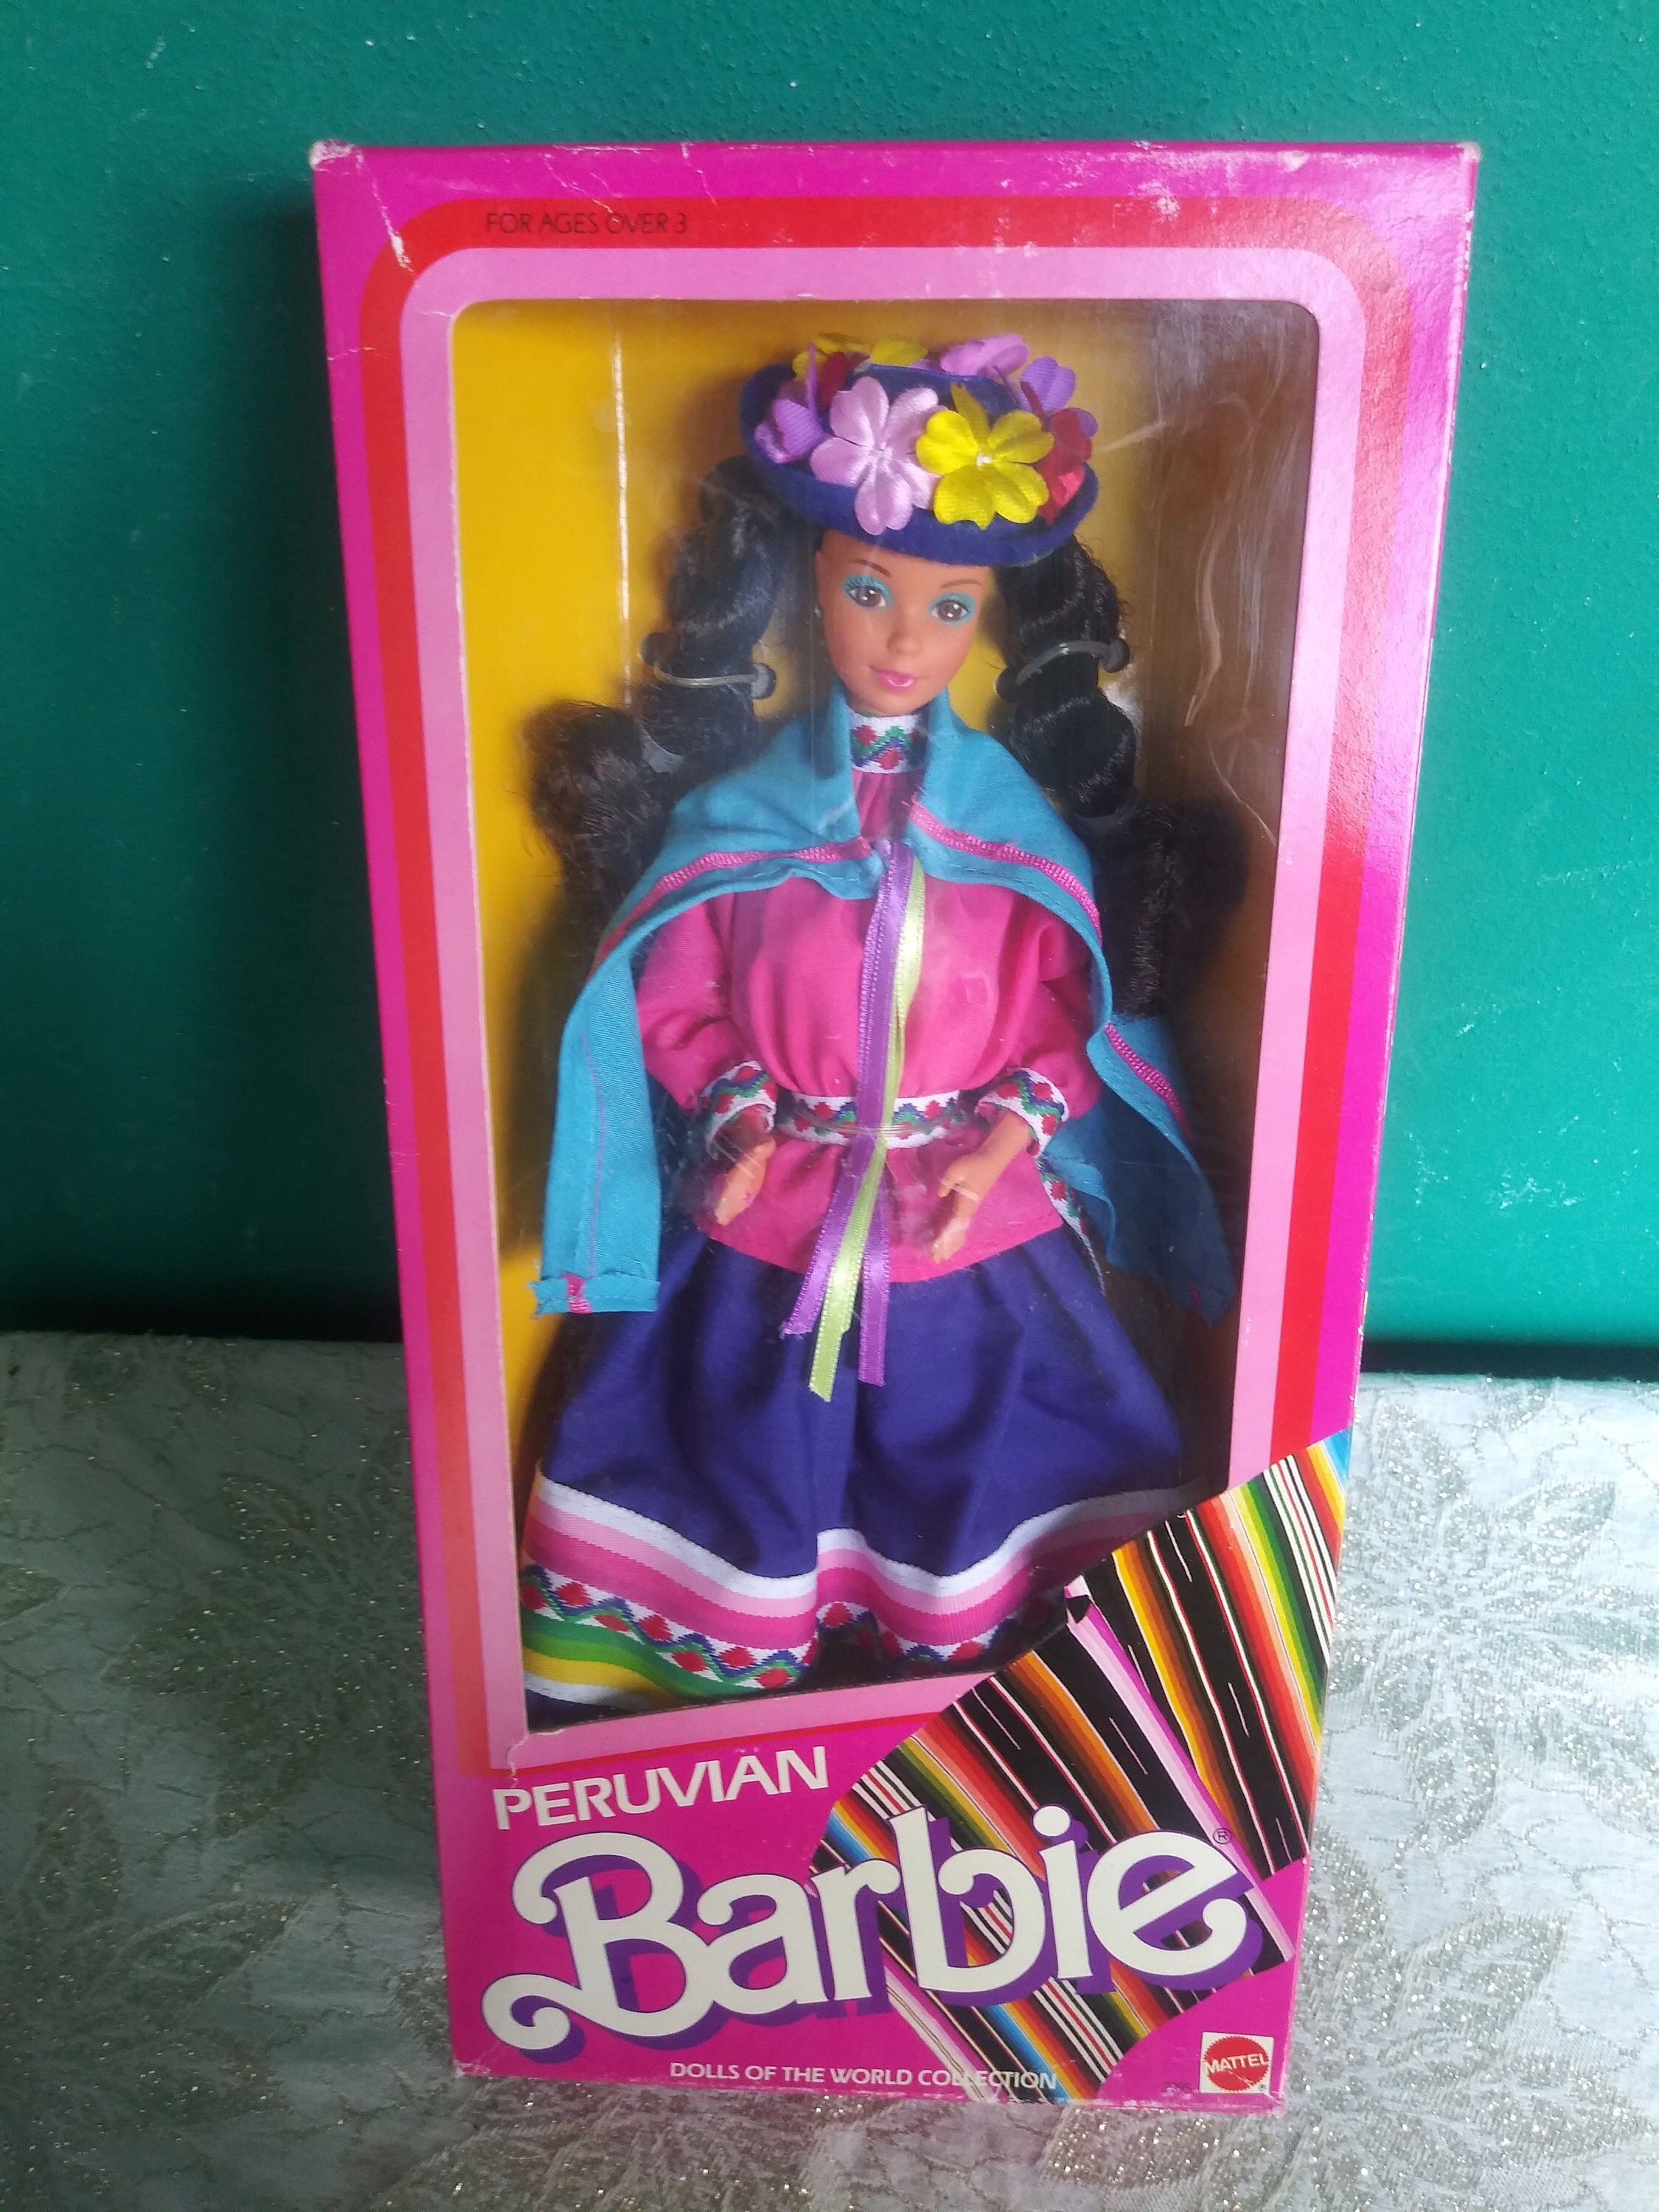 FOR AGES OVER 3
PERUVIAN
Barbie®
DOLLS OF THE WORLD COLLECTION
MATTEL